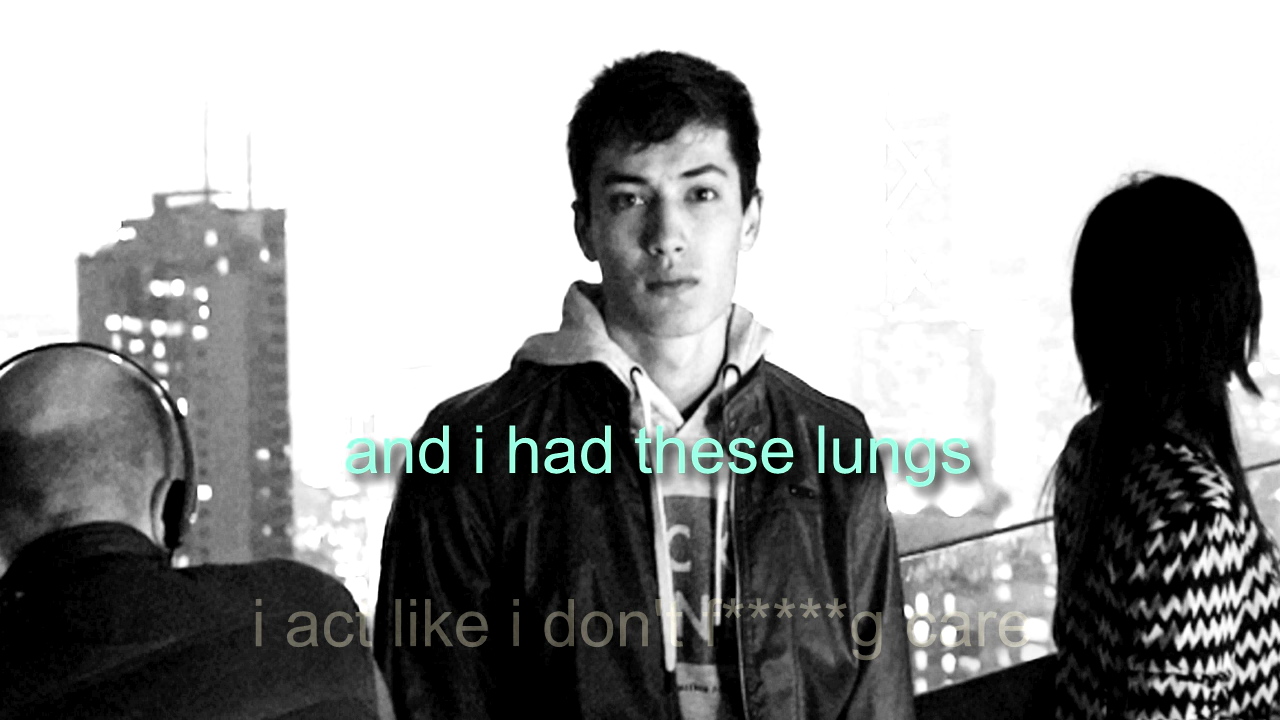 and i had these lungs
C
N
i act like i don't f*****g care